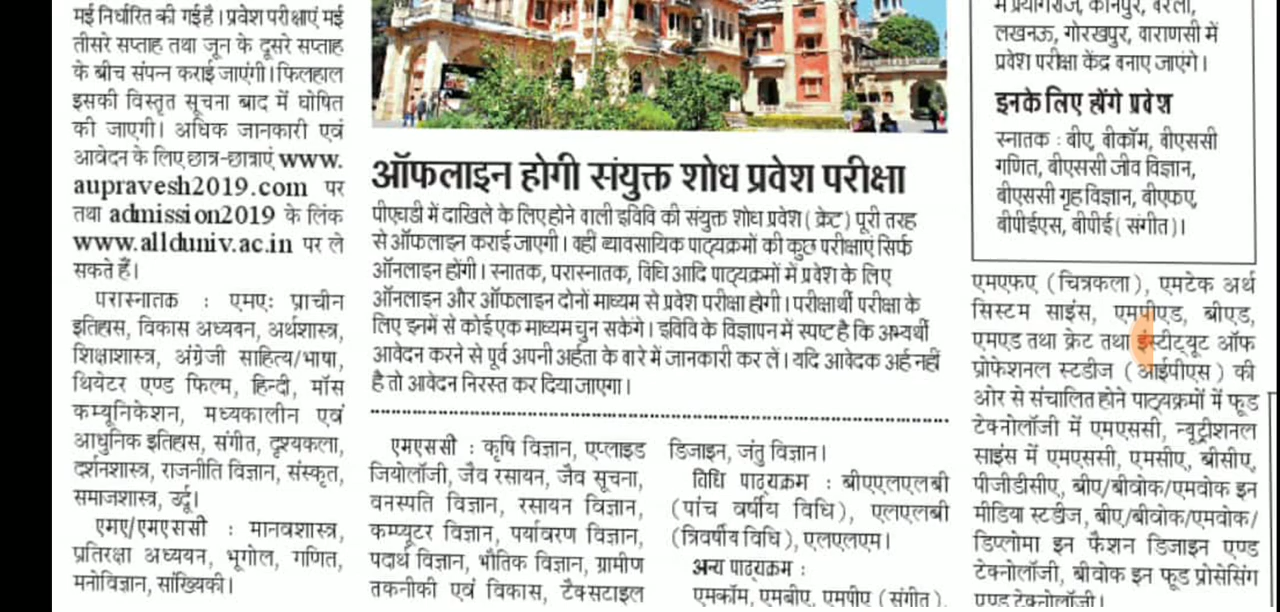 मई निर्धारित की गई है। प्रवेश परीक्षाएं मई
तीसरे सप्ताह तथा जून के दूसरे सप्ताह
के बीच संपन्न कराई जाएंगी। फिलहाल
इसकी विस्तृत सूचना बाद में घोषित
की जाएगी। अधिक जानकारी एवं
आवेदन के लिए छात्र-छात्राएं www.
aupravesh2019.com पर
तथा admission2019 के लिंक
www.allduniv.ac.in पर ले
सकते हैं।
परास्नातक : एमए: प्राचीन
इतिहास, विकास अध्ययन, अर्थशास्त्र,
शिक्षाशास्त्र, अंग्रेजी साहित्य/भाषा,
थियेटर एण्ड फिल्म, हिन्दी, मॉस
कम्यूनिकेशन, मध्यकालीन एवं
आधुनिक इतिहास, संगीत, दृश्यकला,
दर्शनशास्त्र, राजनीति विज्ञान, संस्कृत,
समाजशास्त्र, उर्दू।
एमए/एमएससी : मानवशास्त्र,
प्रतिरक्षा अध्ययन, भूगोल, गणित,
मनोविज्ञान, सांख्यिकी।
ऑफलाइन होगी संयुक्त शोध प्रवेश परीक्षा
पीएचडी में दाखिले के लिए होने वाली इविवि की संयुक्त शोध प्रवेश ( क्रेट ) पूरी तरह
से ऑफलाइन कराई जाएगी। वहीं व्यावसायिक पाठ्यक्रमों की कुछ परीक्षाएं सिर्फ
ऑनलाइन होंगी। स्नातक, परास्नातक, विधि आदि पाठ्यक्रमों में प्रवेश के लिए
ऑनलाइन और ऑफलाइन दोनों माध्यम से प्रवेश परीक्षा होगी। परीक्षार्थी परीक्षा के
लिए इनमें से कोई एक माध्यम चुन सकेंगे। इविवि के विज्ञापन में स्पष्ट है कि अभ्यर्थी
आवेदन करने से पूर्व अपनी अर्हता के बारे में जानकारी कर लें। यदि आवेदक अर्ह नहीं
है तो आवेदन निरस्त कर दिया जाएगा।
एमएससी : कृषि विज्ञान, एप्लाइड
जियोलॉजी, जैव रसायन, जैव सूचना,
वनस्पति विज्ञान, रसायन विज्ञान,
कम्प्यूटर विज्ञान, पर्यावरण विज्ञान,
पदार्थ विज्ञान, भौतिक विज्ञान, ग्रामीण
तकनीकी एवं विकास, टैक्सटाइल
डिजाइन, जंतु विज्ञान।
विधि पाठ्यक्रम : बीएएलएलबी
(पांच वर्षीय विधि), एलएलबी
(त्रिवर्षीय विधि), एलएलएम।
अन्य पाठ्यक्रम :
एमकॉम, एमबीए, एमपीए (संगीत),
में प्रयागराज, कानपुर, बरेली,
लखनऊ, गोरखपुर, वाराणसी में
प्रवेश परीक्षा केंद्र बनाए जाएंगे।
इनके लिए होंगे प्रवेश
स्नातक : बीए, बीकॉम, बीएससी
गणित, बीएससी जीव विज्ञान,
बीएससी गृह विज्ञान, बीएफए,
बीपीईएस, बीपीई ( संगीत )।
एमएफए (चित्रकला), एमटेक अर्थ
सिस्टम साइंस, एमपीएड, बीएड,
एमएड तथा क्रेट तथा इंस्टीट्यूट ऑफ
प्रोफेशनल स्टडीज ( आईपीएस ) की
ओर से संचालित होने पाठ्यक्रमों में फूड
टेक्नोलॉजी में एमएससी, न्यूट्रीशनल
साइंस में एमएससी, एमसीए, बीसीए,
पीजीडीसीए, बीए/बीवोक/एमवोक इन
मीडिया स्टडीज, बीए/बीवोक/एमवोक/
डिप्लोमा इन फैशन डिजाइन एण्ड
टेक्नोलॉजी, बीवोक इन फूड प्रोसेसिंग
एण्ड टेक्नोलॉजी।